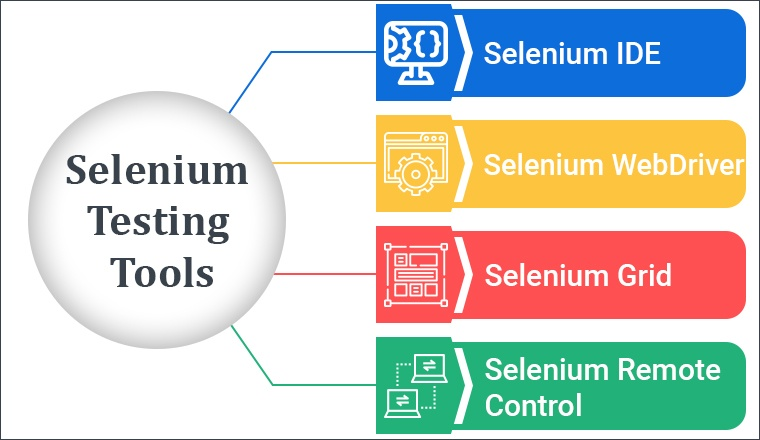 Selenium
Testing
Tools
Selenium IDE
Selenium WebDriver
Selenium Grid
Selenium Remote
Control